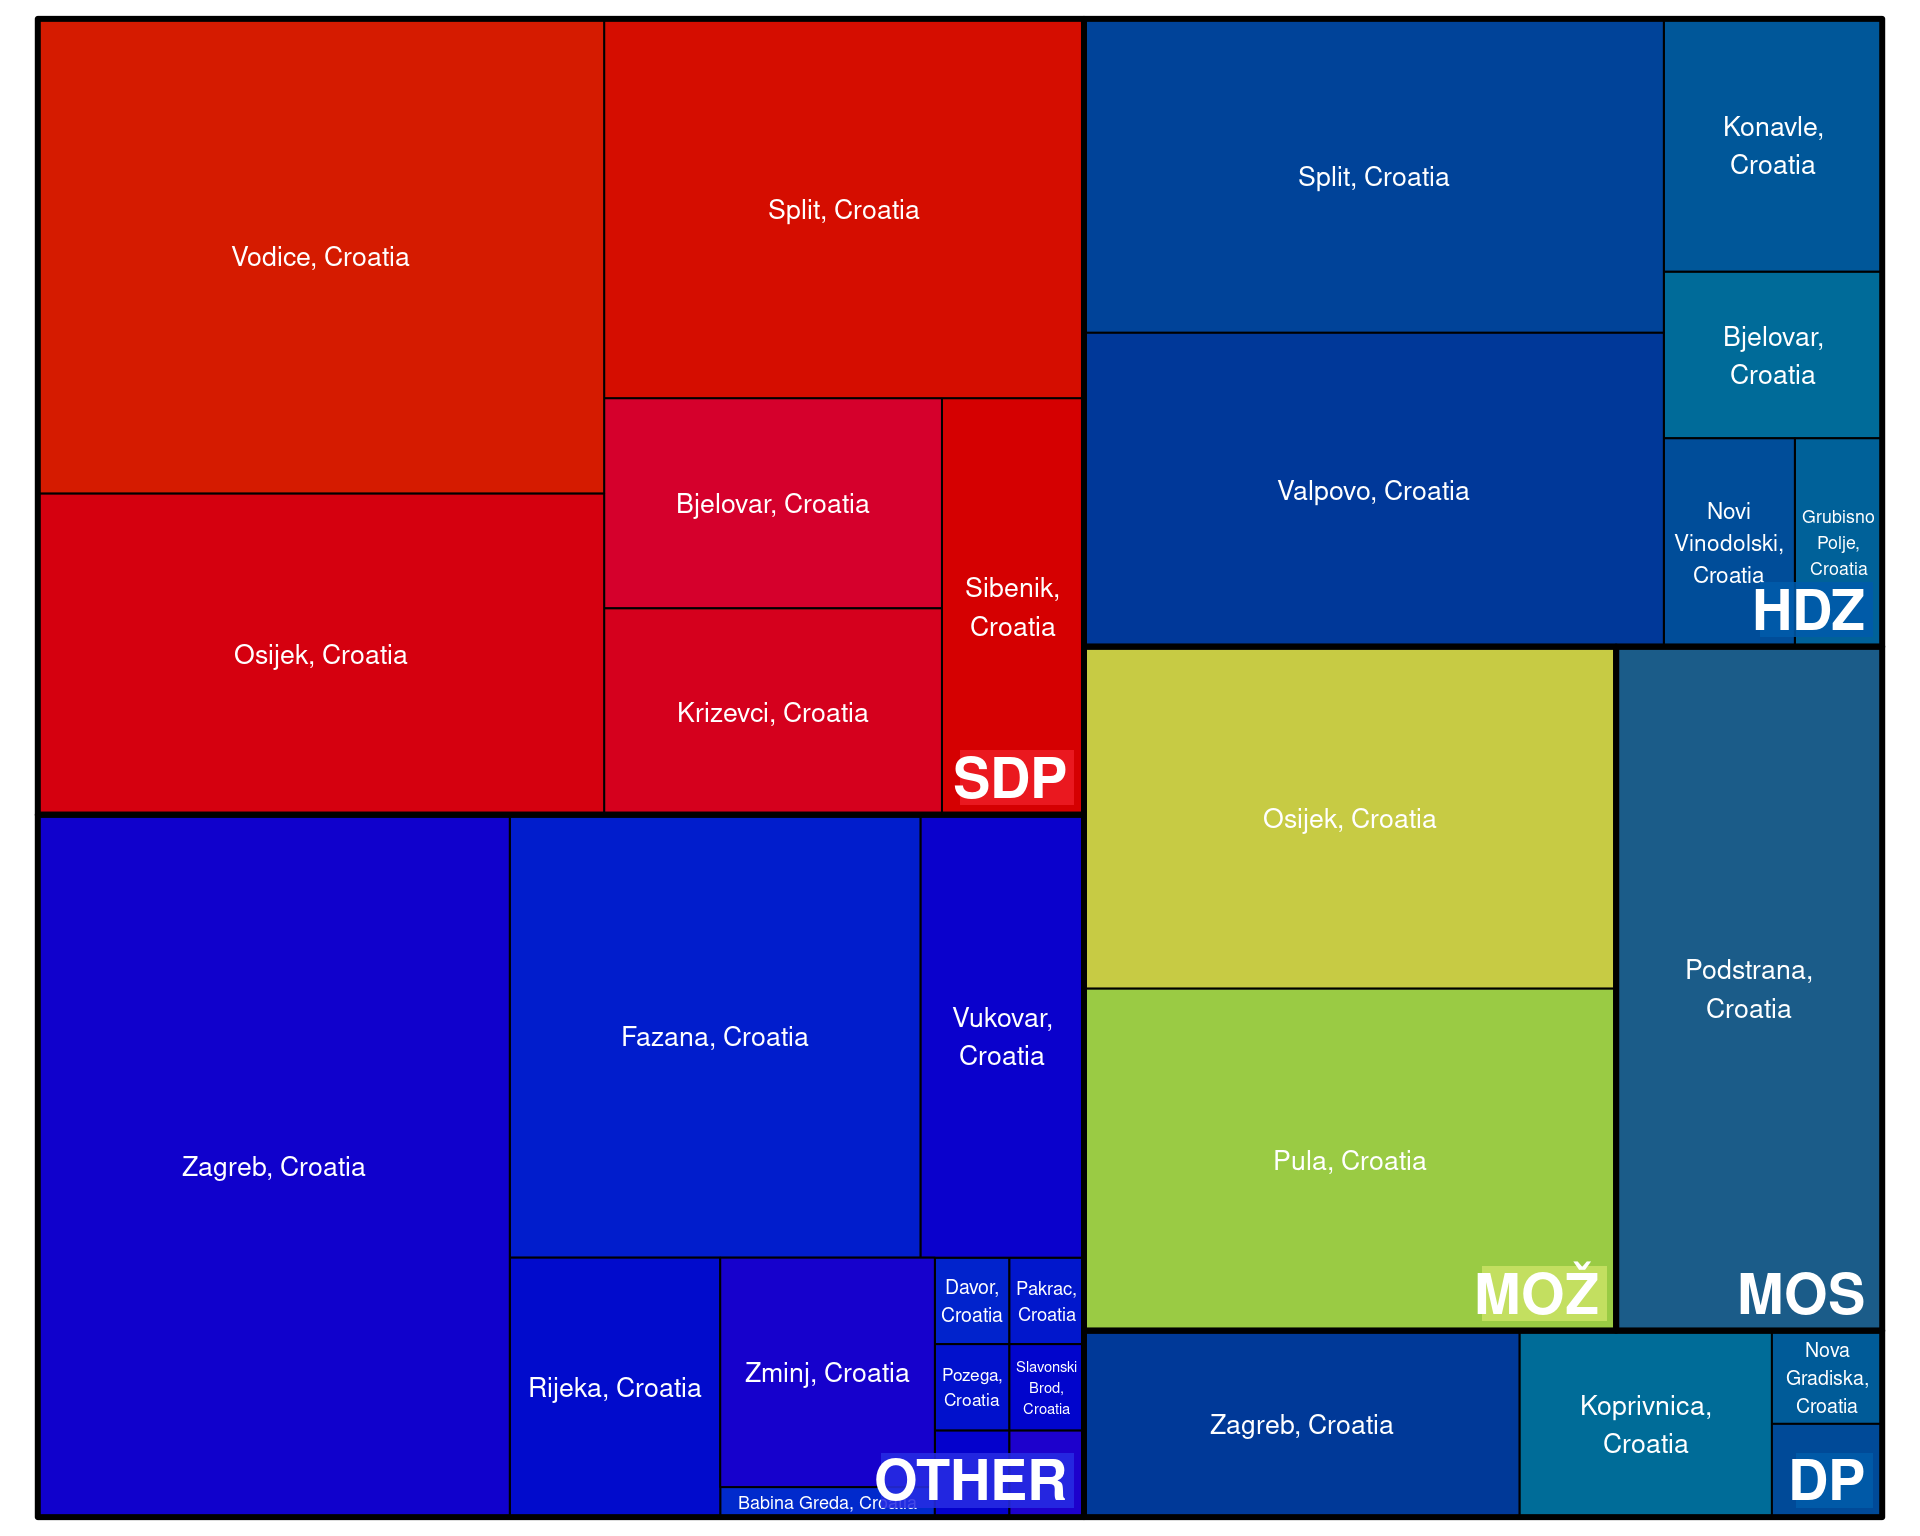 Vodice, Croatia
Split, Croatia
Osijek, Croatia
Bjelovar, Croatia
Krizevci, Croatia
Sibenik,
Croatia
SDP
Split, Croatia
Valpovo, Croatia
Konavle,
Croatia
Bjelovar,
Croatia
Novi
Vinodolski,
Croatia
Grubisno
Polje,
Croatia
HDZ
Zagreb, Croatia
Fazana, Croatia
Vukovar,
Croatia
Rijeka, Croatia
Zminj, Croatia
Davor,
Croatia
Pakrac,
Croatia
Pozega,
Croatia
Slavonski
Brod,
Croatia
Babina Greda, Croatia
OTHER
Osijek, Croatia
Pula, Croatia
MOŽ
Podstrana,
Croatia
MOS
Zagreb, Croatia
Koprivnica,
Croatia
Nova
Gradiska,
Croatia
DP